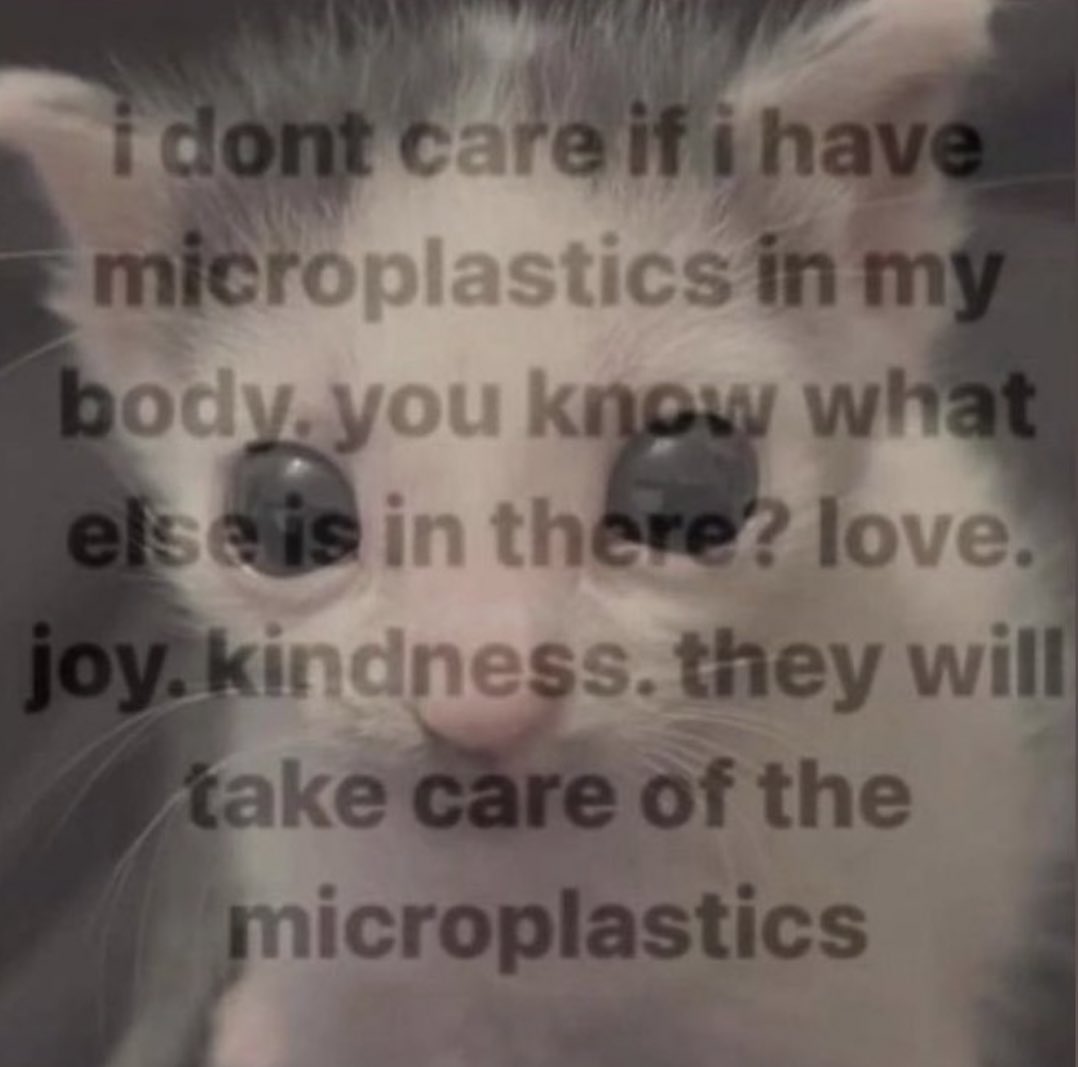 i dont care if i have
microplastics in my
body. you know what
else is in there? love.
joy. kindness. they will
take care of the
microplastics